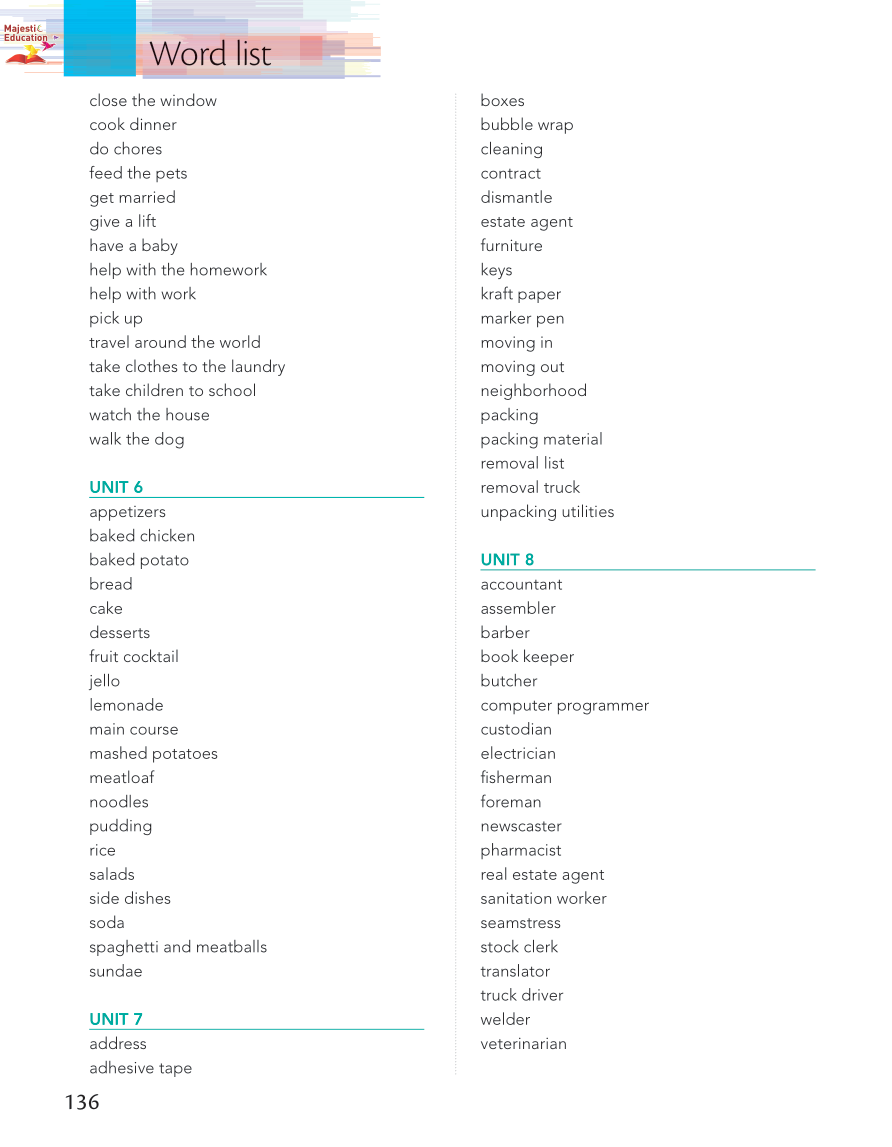 Majestic
Education
Word list
close the window
cook dinner
do chores
feed the pets
get married
give a lift
have a baby
help with the homework
help with work
pick up
travel around the world
take clothes to the laundry
take children to school
watch the house
walk the dog
UNIT 6
appetizers
baked chicken
baked potato
bread
cake
desserts
fruit cocktail
jello
lemonade
main course
mashed potatoes
meatloaf
noodles
pudding
rice
salads
side dishes
soda
spaghetti and meatballs
sundae
UNIT 7
address
adhesive tape
boxes
bubble wrap
cleaning
contract
dismantle
estate agent
furniture
keys
kraft paper
marker pen
moving in
moving out
neighborhood
packing
packing material
removal list
removal truck
unpacking utilities
UNIT 8
accountant
assembler
barber
book keeper
butcher
computer programmer
custodian
electrician
fisherman
foreman
newscaster
pharmacist
real estate agent
sanitation worker
seamstress
stock clerk
translator
truck driver
welder
veterinarian
136